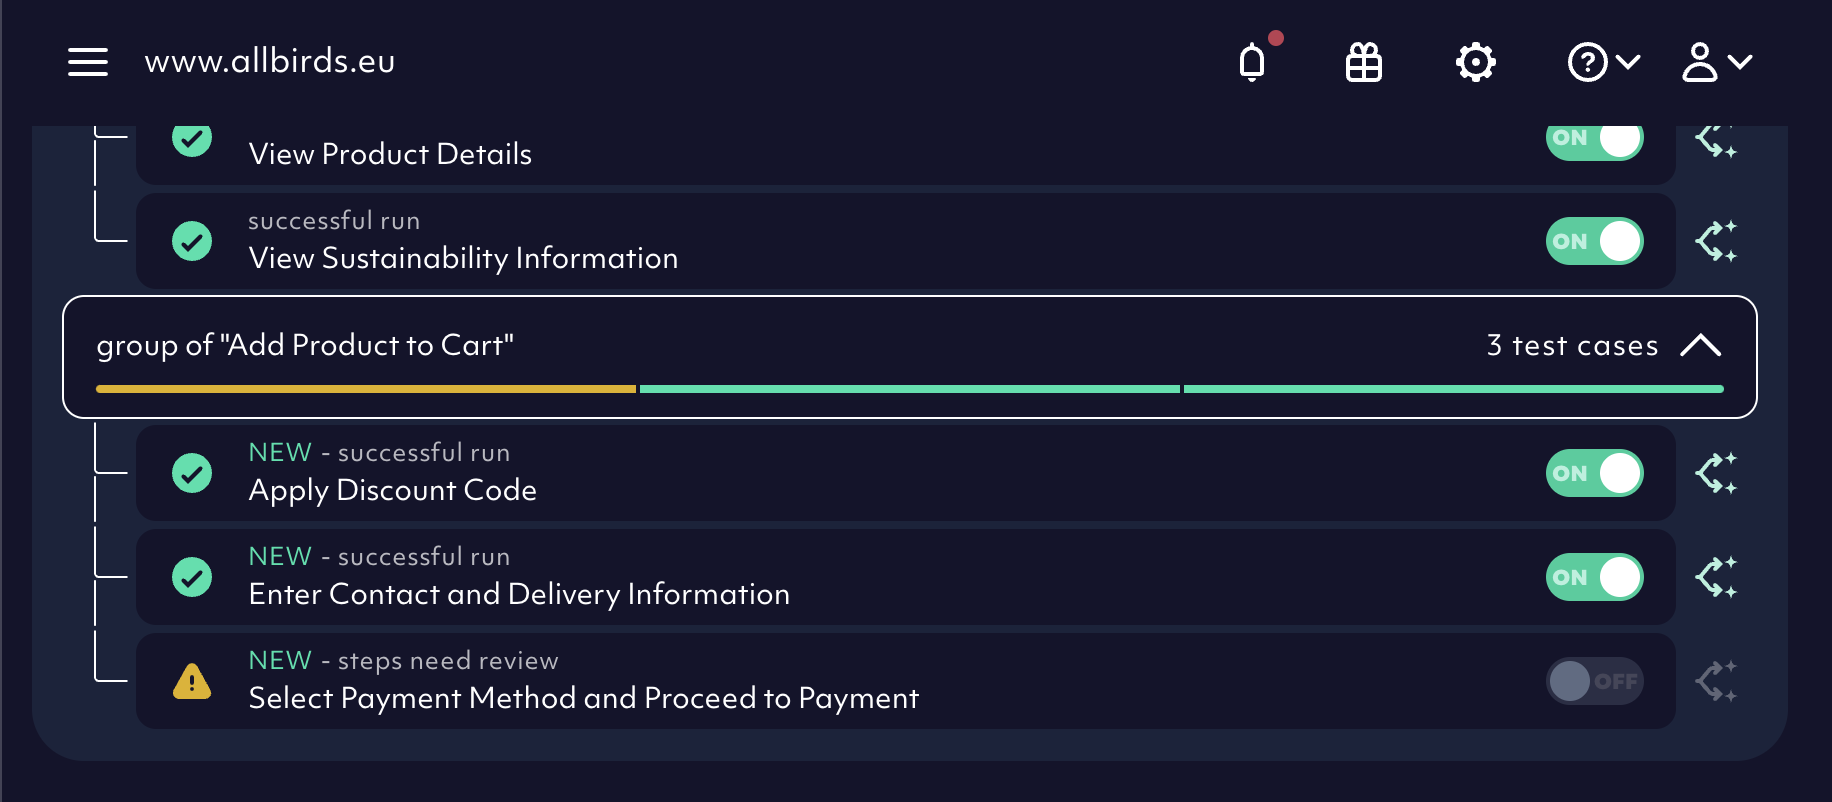 www.allbirds.eu
?
View Product Details
ON
successful run
View Sustainability Information
ON
group of "Add Product to Cart"
3 test cases
NEW - successful run
Apply Discount Code
ON
NEW - successful run
Enter Contact and Delivery Information
ON
NEW - steps need review
Select Payment Method and Proceed to Payment
OFF